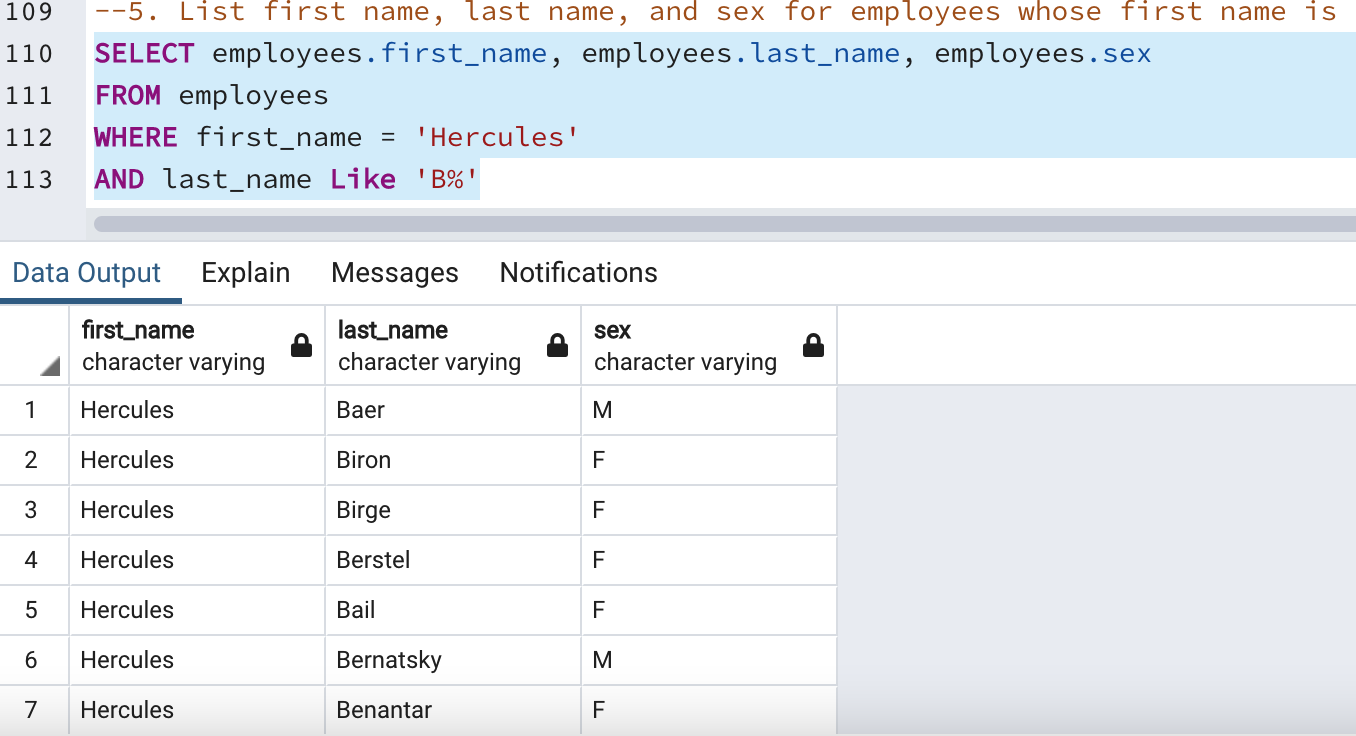 109 --5. List first name, last name, and sex for employees whose first name is
110 SELECT employees.first_name, employees.last_name, employees.sex
111 FROM employees
112 WHERE first_name = 'Hercules'
113 AND last_name Like 'B%'
Data Output Explain Messages Notifications
first_name last_name sex
character varying character varying character varying
1 Hercules Baer M
2 Hercules Biron F
3 Hercules Birge F
4 Hercules Berstel F
5 Hercules Bail F
6 Hercules Bernatsky M
7 Hercules Benantar F